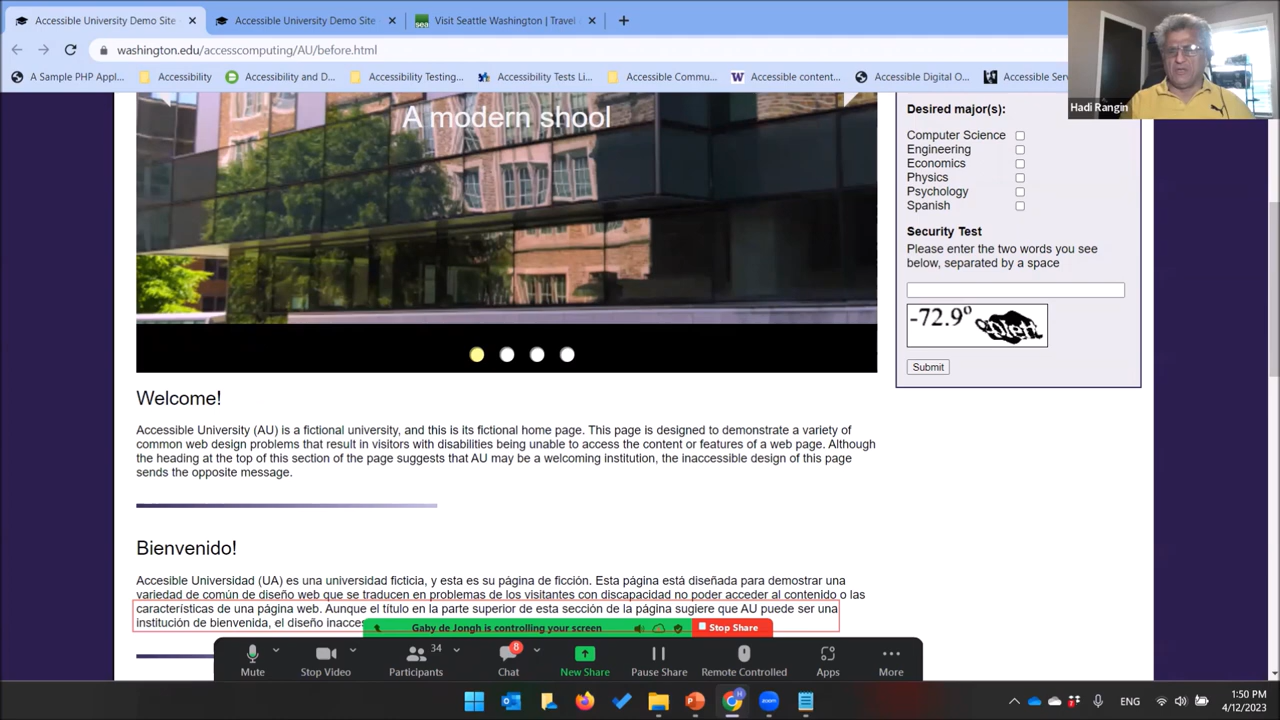 Accessible University Demo Site -
Accessible University Demo Site -
sea
Visit Seattle Washington | Travel
washington.edu/accesscomputing/AU/before.html
A Sample PHP Appl...
Accessibility
Accessibility and D...
Accessibility Testing...
Accessibility Tests Li...
Accessible Commu...
Accessible content...
Accessible Digital O...
Accessible Ser
Hadi Rangin
A modern shool
Desired major(s):
Computer Science
Engineering
Economics
Physics
Psychology
Spanish
Security Test
Please enter the two words you see
below, separated by a space
-72.9º
Submit
Welcome!
Accessible University (AU) is a fictional university, and this is its fictional home page. This page is designed to demonstrate a variety of
common web design problems that result in visitors with disabilities being unable to access the content or features of a web page. Although
the heading at the top of this section of the page suggests that AU may be a welcoming institution, the inaccessible design of this page
sends the opposite message.
Bienvenido!
Accesible Universidad (UA) es una universidad ficticia, y esta es su página de ficción. Esta página está diseñada para demostrar una
variedad de común de diseño web que se traducen en problemas de los visitantes con discapacidad no poder acceder al contenido o las
características de una página web. Aunque el título en la parte superior de esta sección de la página sugiere que AU puede ser una
institución de bienvenida, el diseño inacces
Gaby de Jongh is controlling your screen
Stop Share
34
8
Mute
Stop Video
Participants
Chat
New Share
Pause Share
Remote Controlled
Apps
More
ENG
1:50 PM
4/12/2023